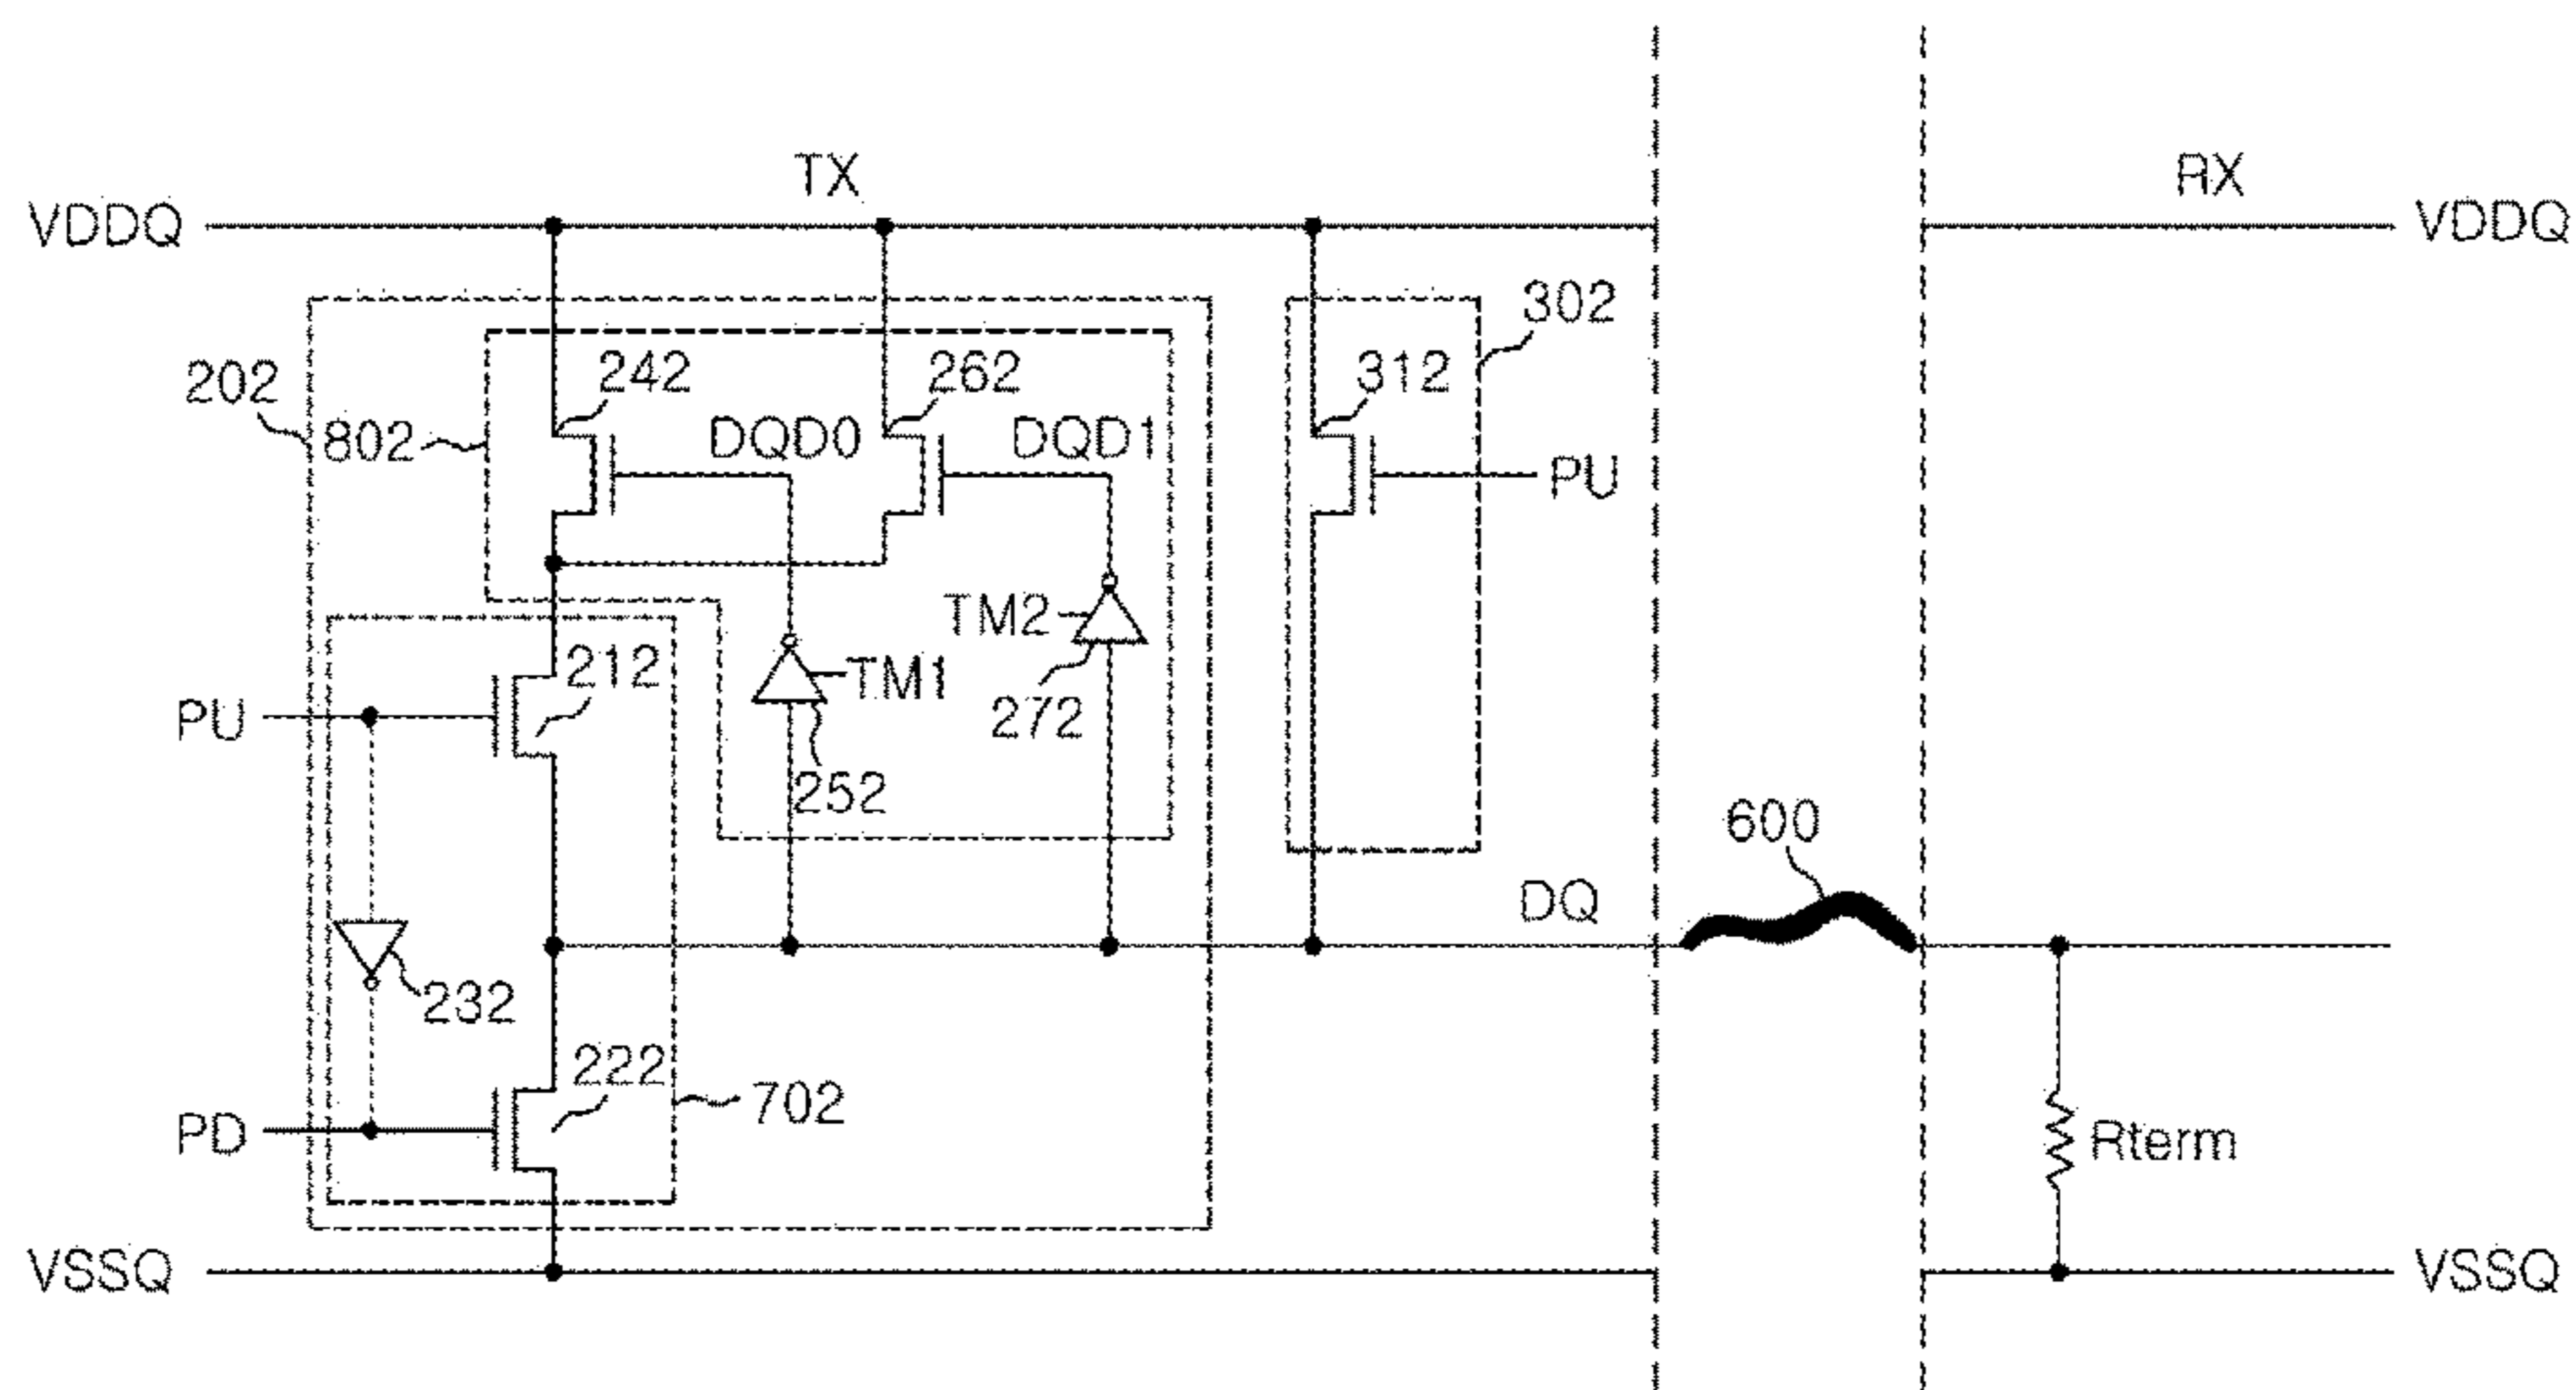 TX
RX
VDDQ
VDDQ
302
202
242
262
312
802
DQD0
DQD1
PU
TM2
212
TM1
PU
272
252
600
DQ
232
222
702
PD
Rterm
VSSQ
VSSQ